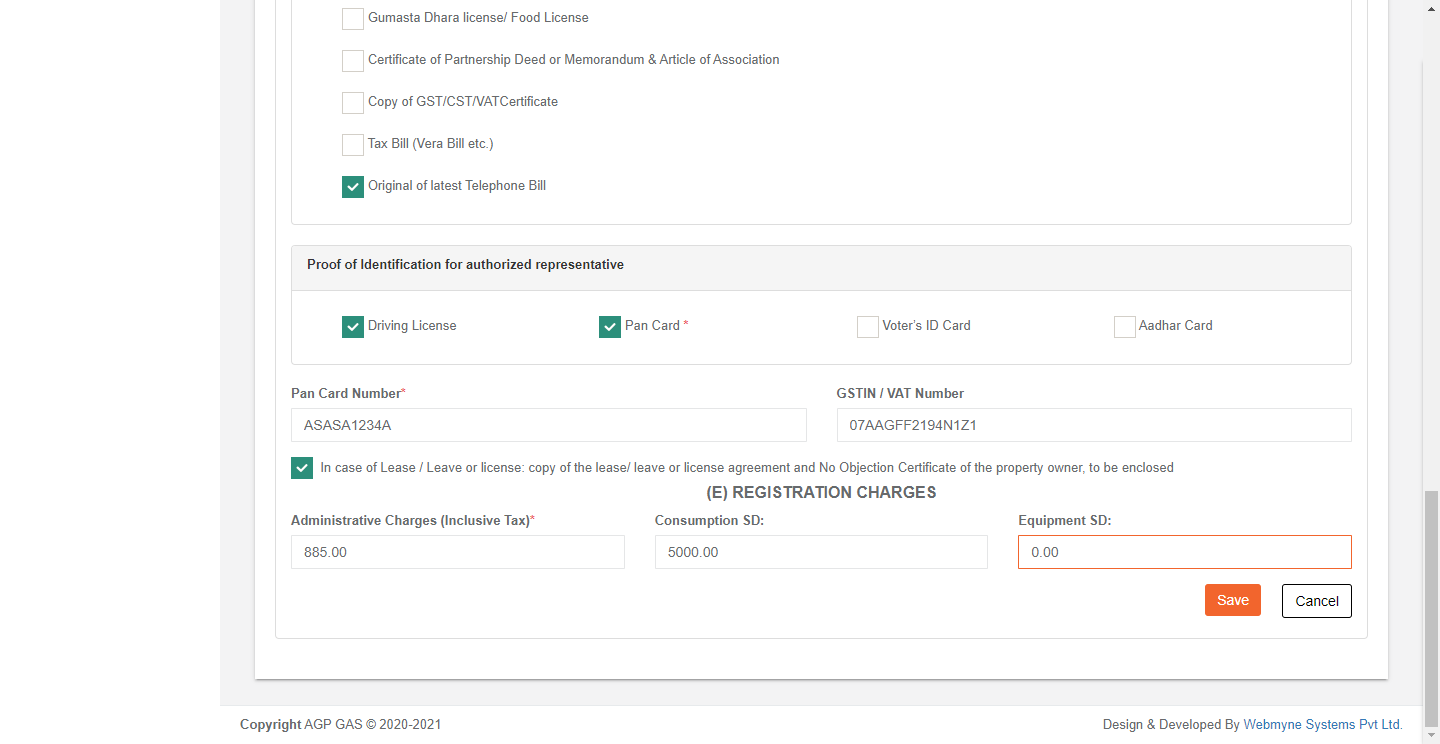 Gumasta Dhara license/ Food License
Certificate of Partnership Deed or Memorandum & Article of Association
Copy of GST/CST/VATCertificate
Tax Bill (Vera Bill etc.)
Original of latest Telephone Bill
Proof of Identification for authorized representative
Driving License Pan Card * Voter's ID Card Aadhar Card
Pan Card Number* GSTIN / VAT Number
ASASA1234A 07AAGFF2194N1Z1
In case of Lease / Leave or license: copy of the lease/ leave or license agreement and No Objection Certificate of the property owner, to be enclosed
(E) REGISTRATION CHARGES
Administrative Charges (Inclusive Tax)* Consumption SD: Equipment SD:
885.00 5000.00 0.00
Save Cancel
Copyright AGP GAS © 2020-2021 Design & Developed By Webmyne Systems Pvt Ltd.